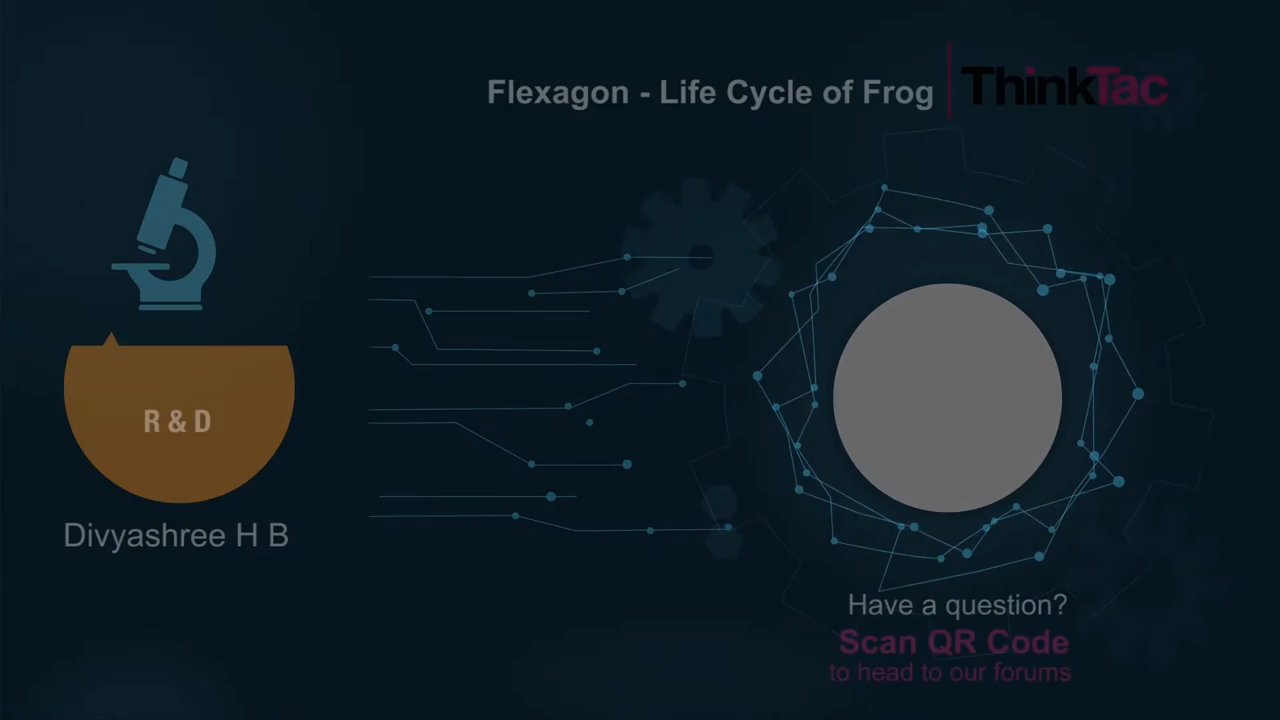 Flexagon - Life Cycle of Frog
ThinkTac
R & D
Divyashree H B
Have a question?
Scan QR Code
to head to our forums